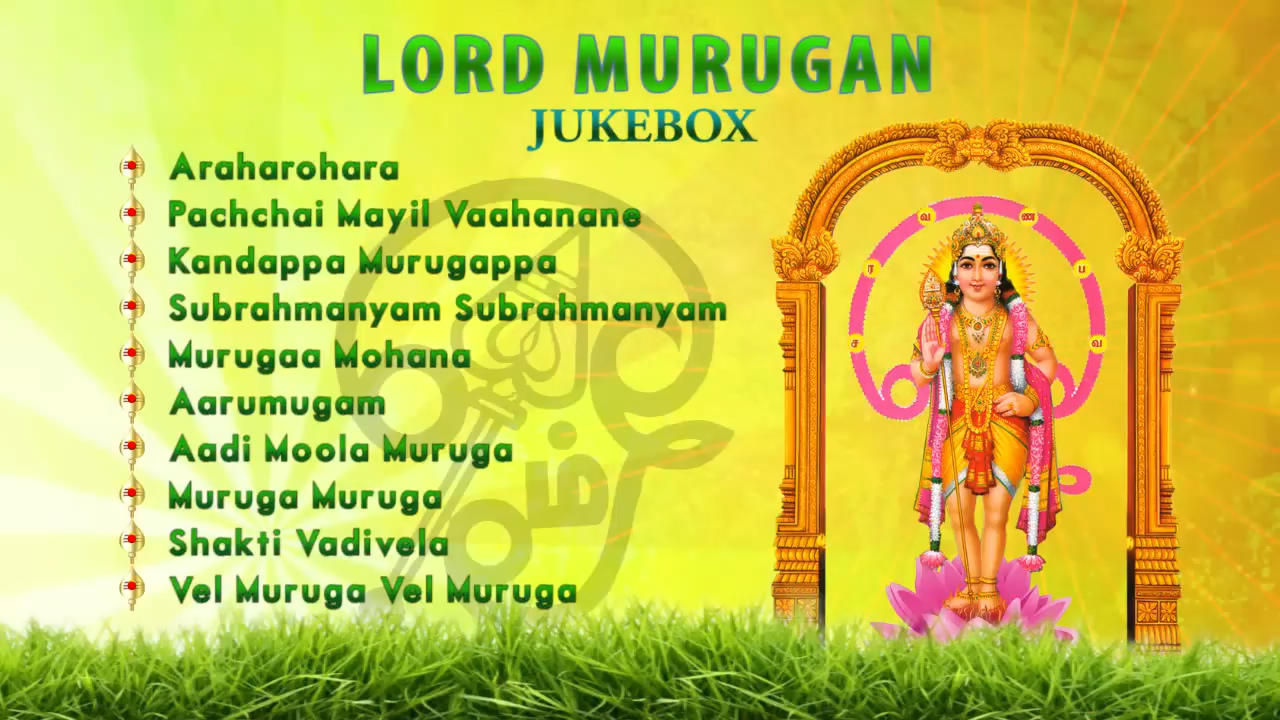 LORD MURUGAN
JUKEBOX
Araharohara
Pachchai Mayil Vaahanane
Kandappa Murugappa
Subrahmanyam Subrahmanyam
Murugaa Mohana
Aarumugam
Aadi Moola Muruga
Muruga Muruga
Shakti Vadivela
Vel Muruga Vel Muruga
ச
ர
வ
ண
ப
வ
ஓம்